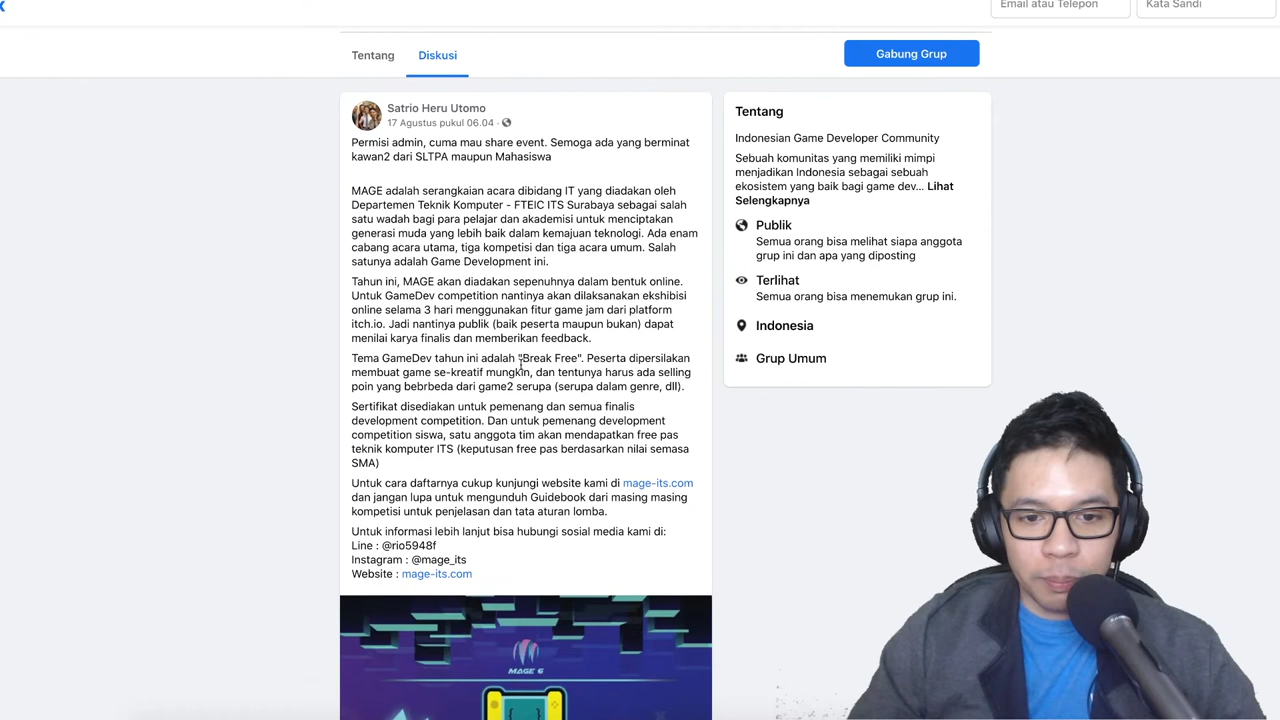 Email atau Telepon
Kata Sandi
Tentang
Diskusi
Gabung Grup
Satrio Heru Utomo
17 Agustus pukul 06.04 ·
Permisi admin, cuma mau share event. Semoga ada yang berminat
kawan2 dari SLTPA maupun Mahasiswa
MAGE adalah serangkaian acara dibidang IT yang diadakan oleh
Departemen Teknik Komputer - FTEIC ITS Surabaya sebagai salah
satu wadah bagi para pelajar dan akademisi untuk menciptakan
generasi muda yang lebih baik dalam kemajuan teknologi. Ada enam
cabang acara utama, tiga kompetisi dan tiga acara umum. Salah
satunya adalah Game Development ini.
Tahun ini, MAGE akan diadakan sepenuhnya dalam bentuk online.
Untuk GameDev competition nantinya akan dilaksanakan ekshibisi
online selama 3 hari menggunakan fitur game jam dari platform
itch.io. Jadi nantinya publik (baik peserta maupun bukan) dapat
menilai karya finalis dan memberikan feedback.
Tema GameDev tahun ini adalah "Break Free". Peserta dipersilakan
membuat game se-kreatif mungkin, dan tentunya harus ada selling
poin yang bebrbeda dari game2 serupa (serupa dalam genre, dll).
Sertifikat disediakan untuk pemenang dan semua finalis
development competition. Dan untuk pemenang development
competition siswa, satu anggota tim akan mendapatkan free pas
teknik komputer ITS (keputusan free pas berdasarkan nilai semasa
SMA)
Untuk cara daftarnya cukup kunjungi website kami di mage-its.com
dan jangan lupa untuk mengunduh Guidebook dari masing masing
kompetisi untuk penjelasan dan tata aturan lomba.
Untuk informasi lebih lanjut bisa hubungi sosial media kami di:
Line : @rio5948f
Instagram : @mage_its
Website : mage-its.com
MAGE 6
Tentang
Indonesian Game Developer Community
Sebuah komunitas yang memiliki mimpi
menjadikan Indonesia sebagai sebuah
ekosistem yang baik bagi game dev... Lihat
Selengkapnya
Publik
Semua orang bisa melihat siapa anggota
grup ini dan apa yang diposting
Terlihat
Semua orang bisa menemukan grup ini.
Indonesia
Grup Umum